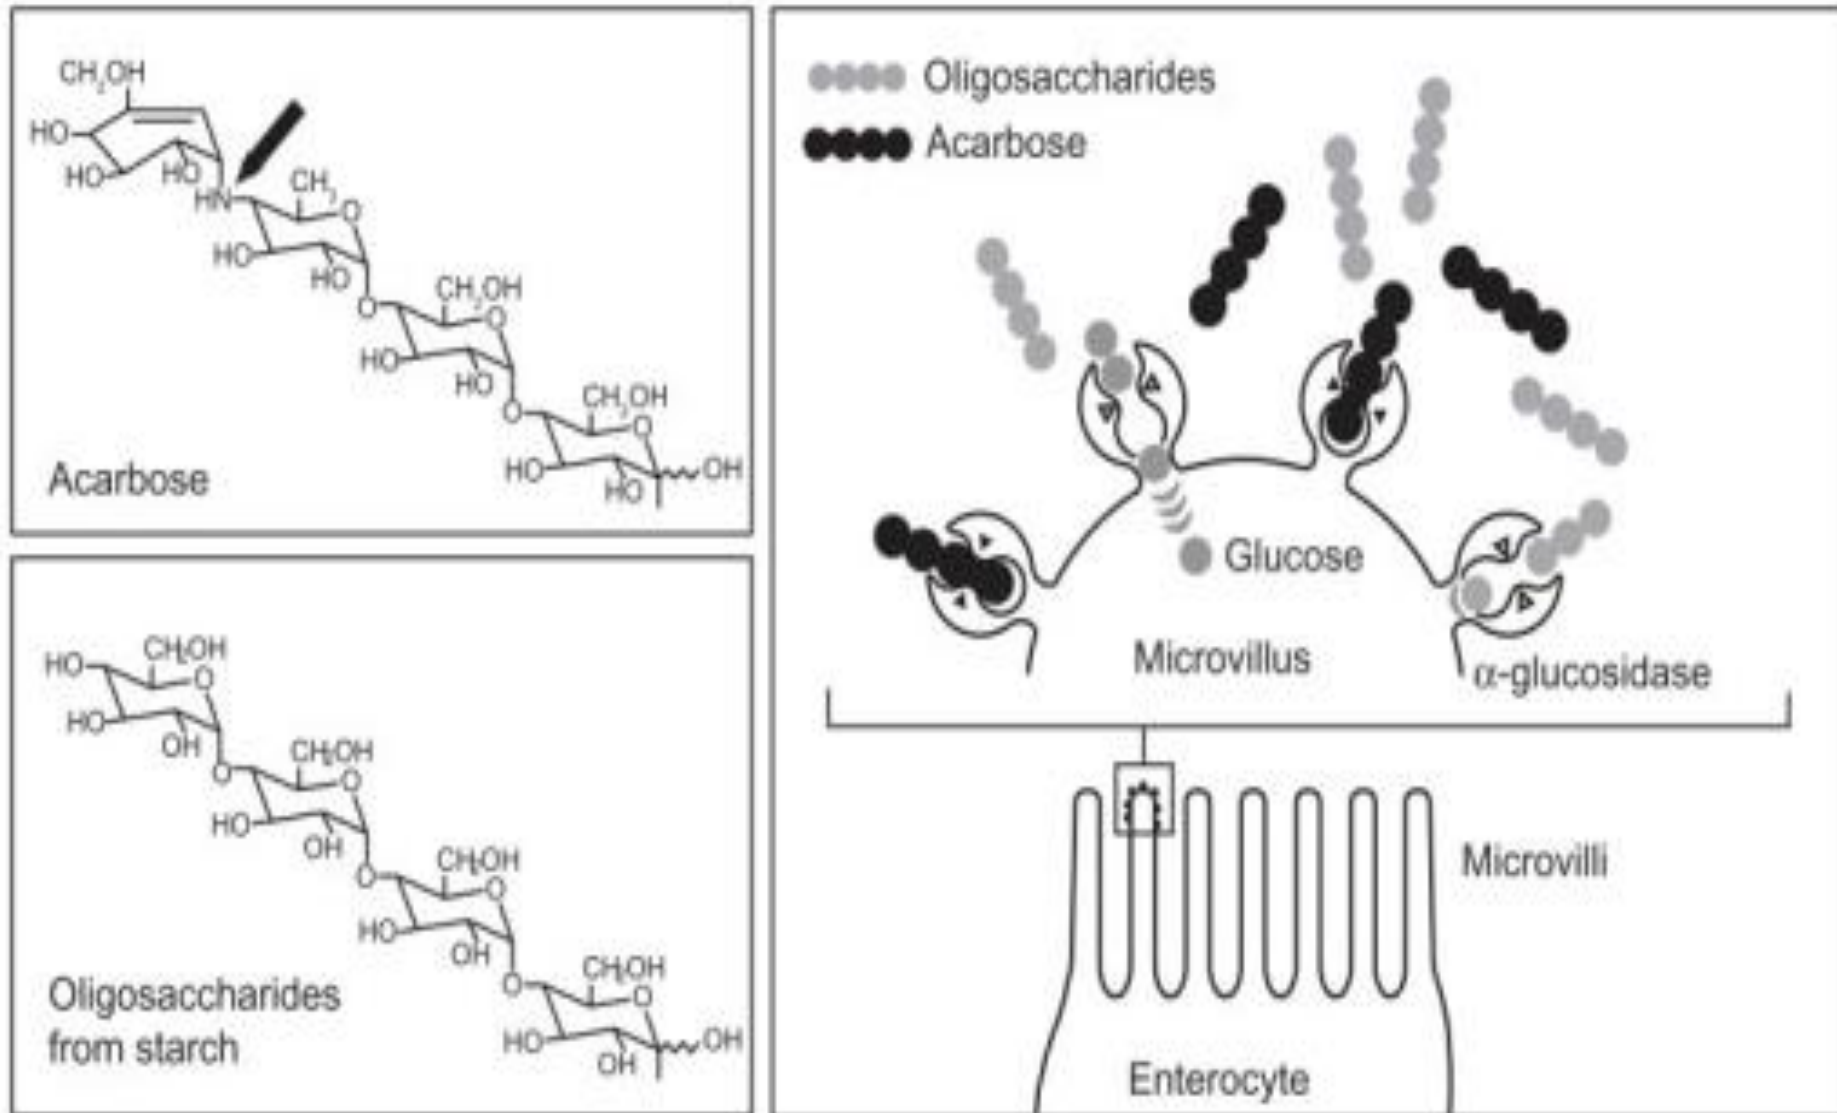 CH2OH
HO
HO
HO
HN
CH3
O
HO
HO
O
CH2OH
O
HO
HO
O
CH2OH
O
HO
HO
OH
Acarbose
HO
CH2OH
O
HO
OH
O
CH2OH
O
HO
OH
O
CH2OH
O
HO
OH
O
CH2OH
O
HO
OH
OH
Oligosaccharides
from starch
Oligosaccharides
Acarbose
Glucose
Microvillus
α-glucosidase
Microvilli
Enterocyte